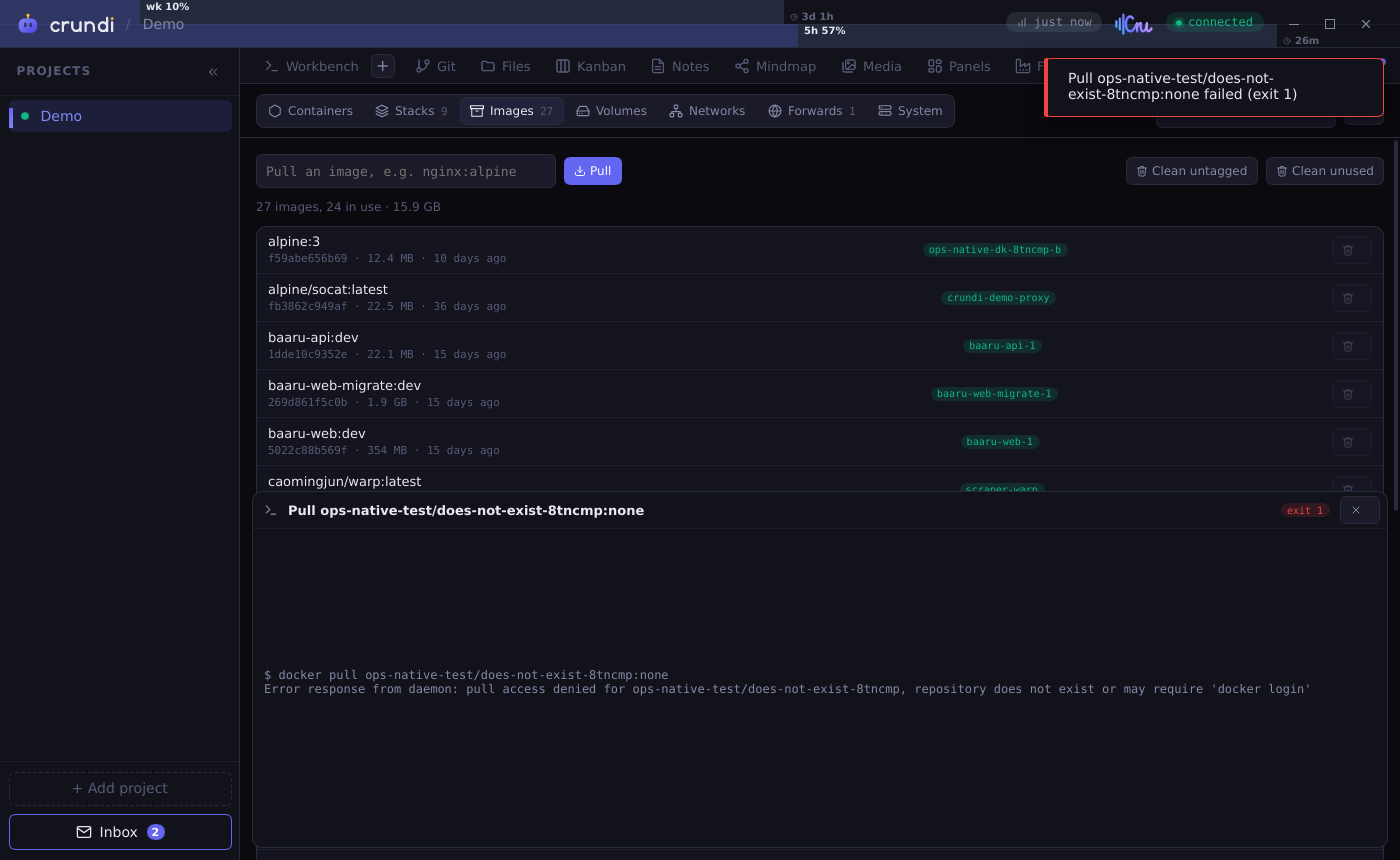 wk 10%
crundi / Demo
3d 1h
5h 57%
just now
Cru
connected
26m
PROJECTS «
Demo
Workbench + Git Files Kanban Notes Mindmap Media Panels F
Pull ops-native-test/does-not-
exist-8tncmp:none failed (exit 1)
Containers Stacks 9 Images 27 Volumes Networks Forwards 1 System
Pull an image, e.g. nginx:alpine Pull Clean untagged Clean unused
27 images, 24 in use · 15.9 GB
alpine:3
f59abe656b69 · 12.4 MB · 10 days ago
ops-native-dk-8tncmp-b
alpine/socat:latest
fb3862c949af · 22.5 MB · 36 days ago
crundi-demo-proxy
baaru-api:dev
1dde10c9352e · 22.1 MB · 15 days ago
baaru-api-1
baaru-web-migrate:dev
269d861f5c0b · 1.9 GB · 15 days ago
baaru-web-migrate-1
baaru-web:dev
5022c88b569f · 354 MB · 15 days ago
baaru-web-1
caomingjun/warp:latest
scraper-warp
Pull ops-native-test/does-not-exist-8tncmp:none exit 1
$ docker pull ops-native-test/does-not-exist-8tncmp:none
Error response from daemon: pull access denied for ops-native-test/does-not-exist-8tncmp, repository does not exist or may require 'docker login'
+ Add project
Inbox 2